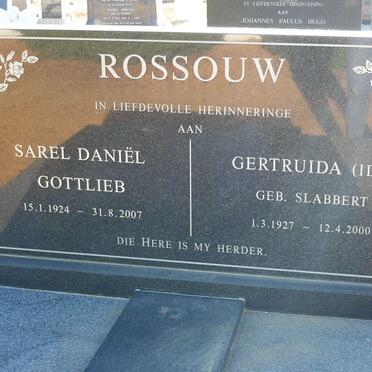 IN LIEFDEVOLLE HERINNERING
AAN
JOHANNES PAULUS HUGO
ROSSOUW
IN LIEFDEVOLLE HERINNERINGE
AAN
SAREL DANIËL
GOTTLIEB
15.1.1924 – 31.8.2007
GERTRUIDA
GEB. SLABBERT
1.3.1927 – 12.4.2000
DIE HERE IS MY HERDER.